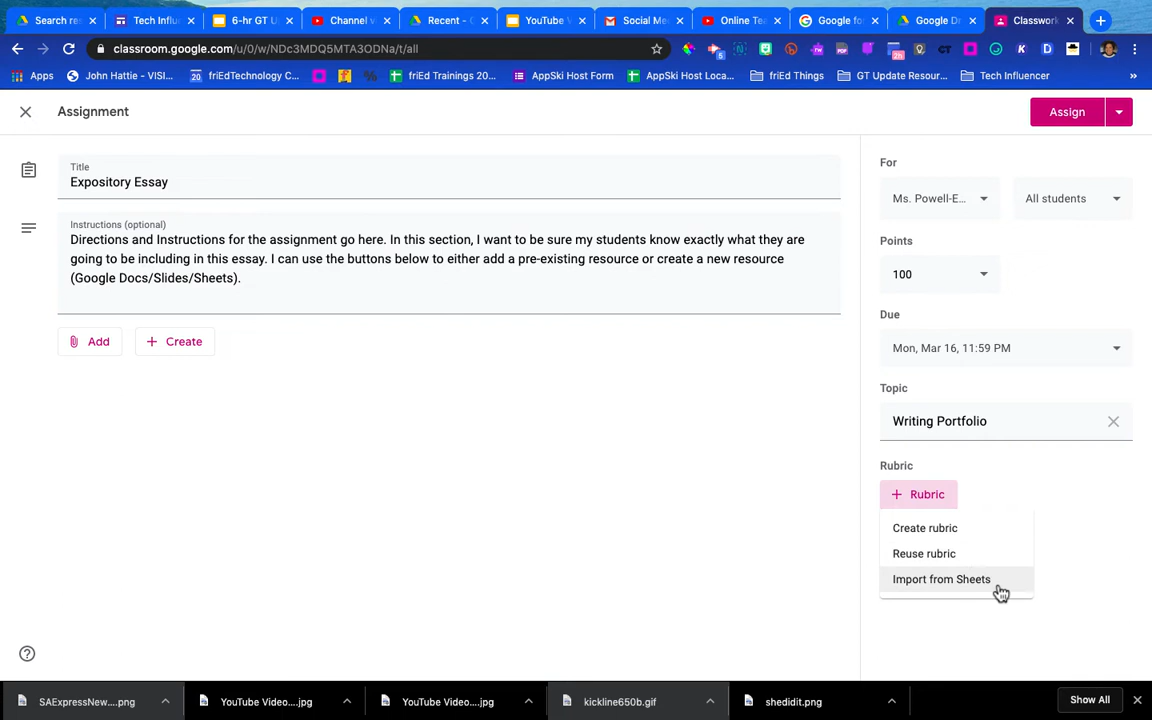 Search res
Tech Influ
6-hr GT U
Channel v
Recent - G
YouTube V
Social Me
Online Tea
Google for
Google Dr
Classwork
classroom.google.com/u/0/w/NDc3MDQ5MTA3ODNa/t/all
Apps
John Hattie - VISI...
friEdTechnology C...
friEd Trainings 20...
AppSki Host Form
AppSki Host Loca...
friEd Things
GT Update Resour...
Tech Influencer
»
Assignment
Assign
Title
Expository Essay
Instructions (optional)
Directions and Instructions for the assignment go here. In this section, I want to be sure my students know exactly what they are
going to be including in this essay. I can use the buttons below to either add a pre-existing resource or create a new resource
(Google Docs/Slides/Sheets).
Add
+ Create
For
Ms. Powell-E...
All students
Points
100
Due
Mon, Mar 16, 11:59 PM
Topic
Writing Portfolio
Rubric
+ Rubric
Create rubric
Reuse rubric
Import from Sheets
SAExpressNew....png
YouTube Video....jpg
YouTube Video....jpg
kickline650b.gif
shedidit.png
Show All